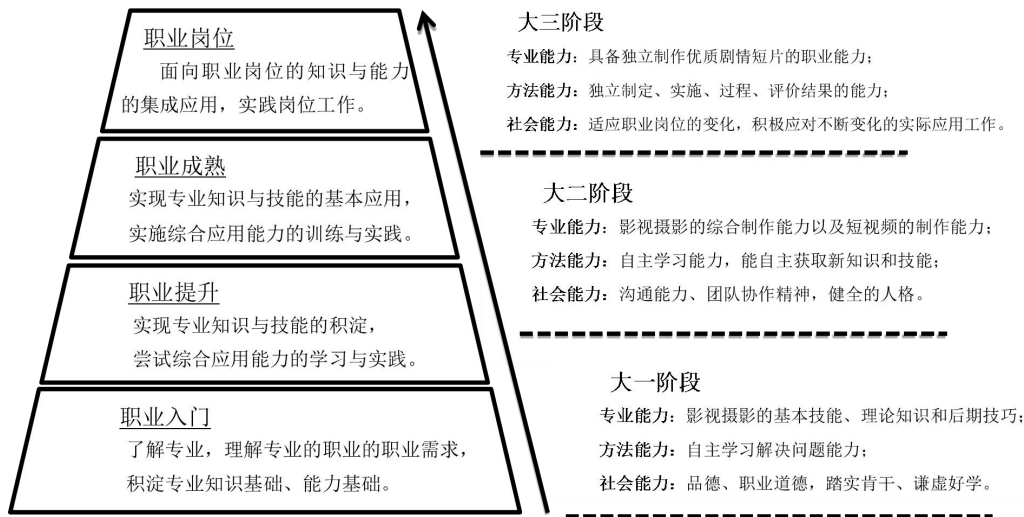 职业岗位
面向职业岗位的知识与能力
的集成应用，实践岗位工作。
职业成熟
实现专业知识与技能的基本应用，
实施综合应用能力的训练与实践。
职业提升
实现专业知识与技能的积淀，
尝试综合应用能力的学习与实践。
职业入门
了解专业，理解专业的职业的职业需求，
积淀专业知识基础、能力基础。
大三阶段
专业能力：具备独立制作优质剧情短片的职业能力；
方法能力：独立制定、实施、过程、评价结果的能力；
社会能力：适应职业岗位的变化，积极应对不断变化的实际应用工作。
大二阶段
专业能力：影视摄影的综合制作能力以及短视频的制作能力；
方法能力：自主学习能力，能自主获取新知识和技能；
社会能力：沟通能力、团队协作精神，健全的人格。
大一阶段
专业能力：影视摄影的基本技能、理论知识和后期技巧；
方法能力：自主学习解决问题能力；
社会能力：品德、职业道德，踏实肯干、谦虚好学。